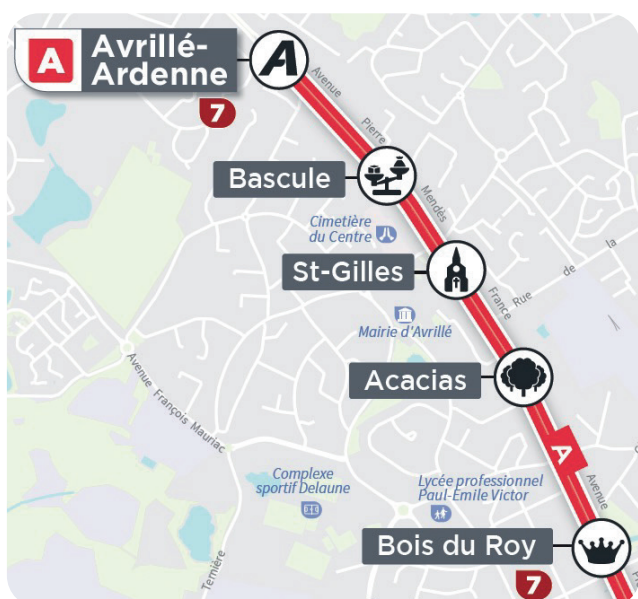 A
Avrillé-
Ardenne
A
7
Avenue Pierre Mendès France
Bascule
Cimetière
du Centre
St-Gilles
Rue de la
Mairie d'Avrillé
Acacias
Avenue François Mauriac
A
Avenue
Complexe
sportif Delaune
Lycée professionnel
Paul-Émile Victor
Bois du Roy
Ternière
7